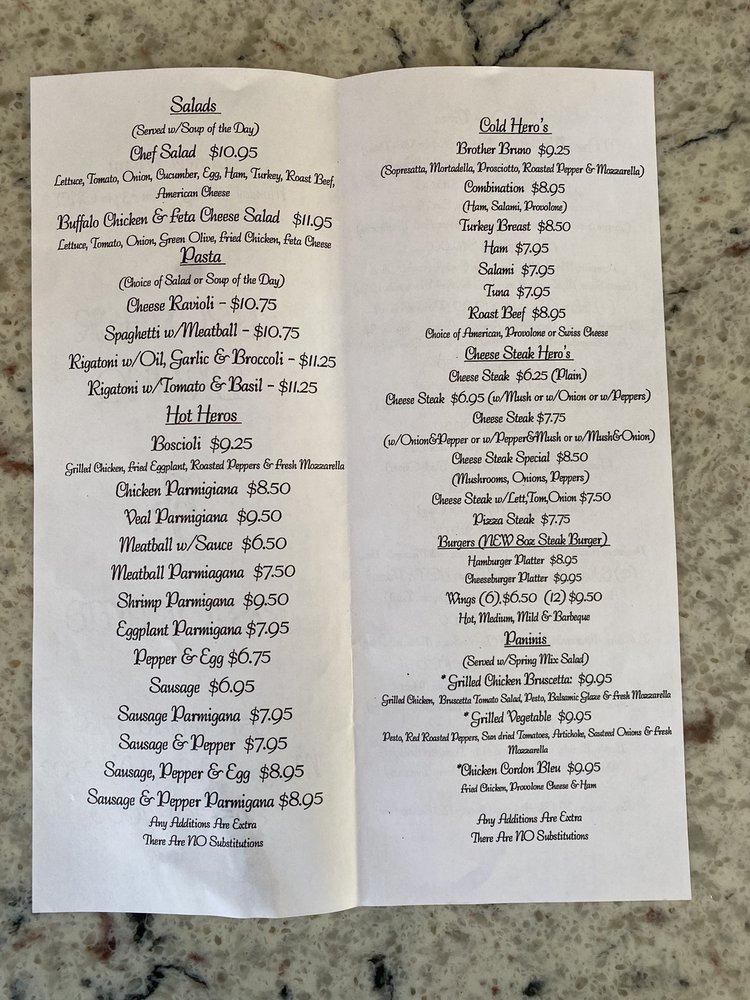 Salads
(Served w/Soup of the Day)
Chef Salad $10.95
Lettuce, Tomato, Onion, Cucumber, Egg, Ham, Turkey, Roast Beef,
American Cheese
Buffalo Chicken & Feta Cheese Salad $11.95
Lettuce, Tomato, Onion, Green Olive, Fried Chicken, Feta Cheese
Pasta
(Choice of Salad or Soup of the Day)
Cheese Ravioli - $10.75
Spaghetti w/Meatball - $10.75
Rigatoni w/Oil, Garlic & Broccoli - $11.25
Rigatoni w/Tomato & Basil - $11.25
Hot Heros
Boscioli $9.25
Grilled Chicken, Fried Eggplant, Roasted Peppers & Fresh Mozzarella
Chicken Parmigiana $8.50
Veal Parmigiana $9.50
Meatball w/Sauce $6.50
Meatball Parmiagana $7.50
Shrimp Parmigana $9.50
Eggplant Parmigana $7.95
Pepper & Egg $6.75
Sausage $6.95
Sausage Parmigana $7.95
Sausage & Pepper $7.95
Sausage, Pepper & Egg $8.95
Sausage & Pepper Parmigana $8.95
Any Additions Are Extra
There Are NO Substitutions
Cold Hero's
Brother Bruno $9.25
(Sopresatta, Mortadella, Prosciotto, Roasted Pepper & Mozzarella)
Combination $8.95
(Ham, Salami, Provolone)
Turkey Breast $8.50
Ham $7.95
Salami $7.95
Tuna $7.95
Roast Beef $8.95
Choice of American, Provolone or Swiss Cheese
Cheese Steak Hero's
Cheese Steak $6.25 (Plain)
Cheese Steak $6.95 (w/Mush or w/Onion or w/Peppers)
Cheese Steak $7.75
(w/Onion&Pepper or w/Pepper&Mush or w/Mush&Onion)
Cheese Steak Special $8.50
(Mushrooms, Onions, Peppers)
Cheese Steak w/Lett,Tom,Onion $7.50
Pizza Steak $7.75
Burgers (NEW 8oz Steak Burger)
Hamburger Platter $8.95
Cheeseburger Platter $9.95
Wings (6),$6.50 (12) $9.50
Hot, Medium, Mild & Barbeque
Paninis
(Served w/Spring Mix Salad)
*Grilled Chicken Bruscetta: $9.95
Grilled Chicken, Bruscetta Tomato Salad, Pesto, Balsamic Glaze & Fresh Mozzarella
*Grilled Vegetable $9.95
Pesto, Red Roasted Peppers, Sun dried Tomatoes, Artichoke, Sauteed Onions & Fresh
Mozzarella
*Chicken Cordon Bleu $9.95
Fried Chicken, Provolone Cheese & Ham
Any Additions Are Extra
There Are NO Substitutions